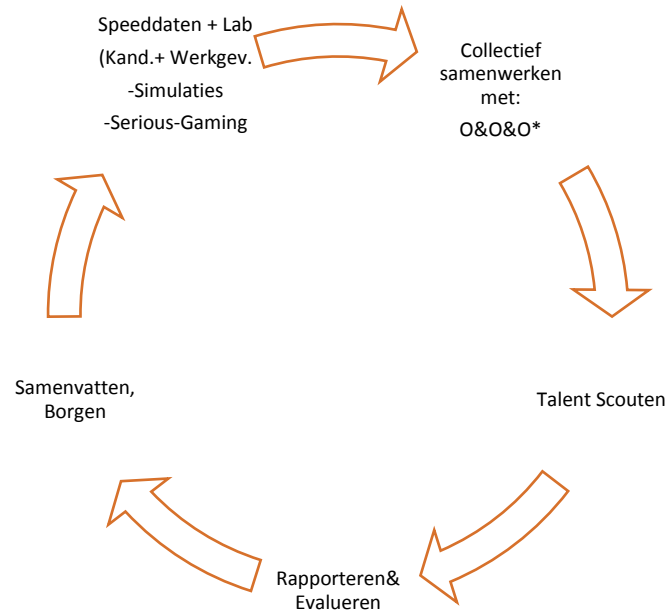 Speeddaten + Lab
(Kand.+ Werkgev.
-Simulaties
-Serious-Gaming
Collectief
samenwerken
met:
O&O&O*
Talent Scouten
Rapporteren&
Evalueren
Samenvatten,
Borgen